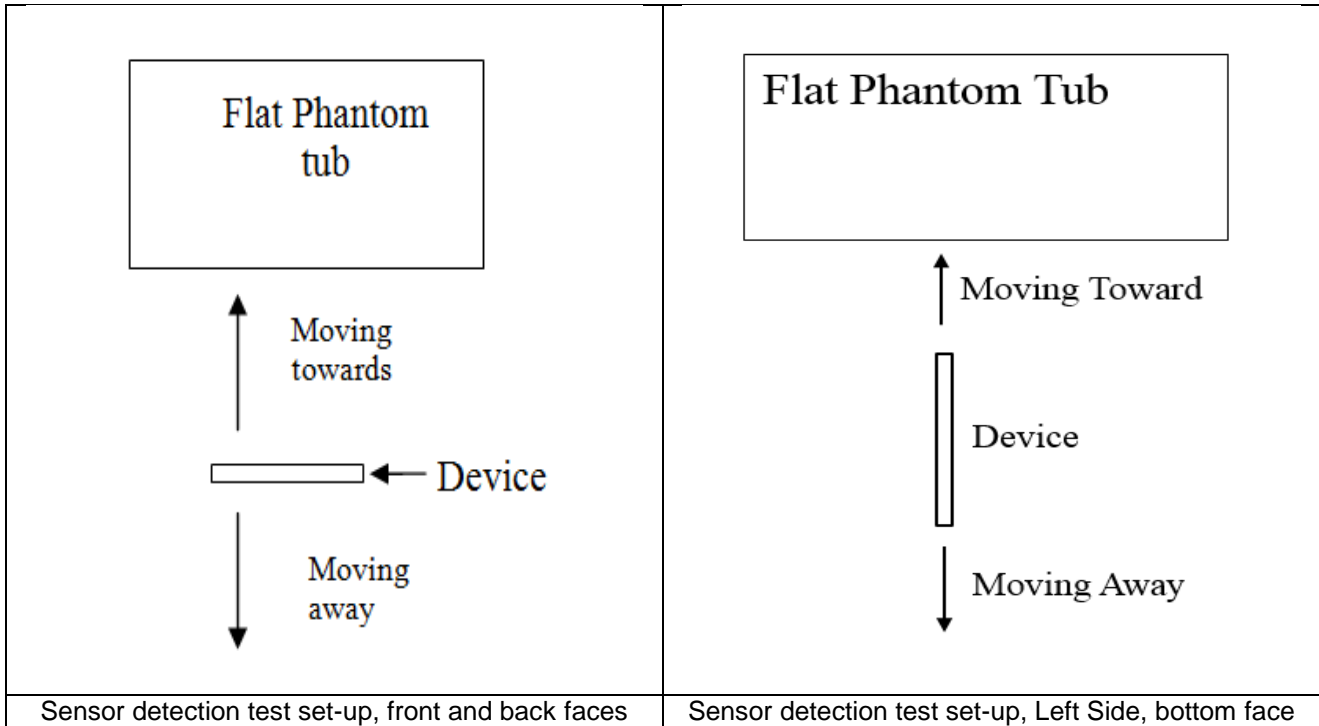 Flat Phantom
tub
Moving
towards
Device
Moving
away
Sensor detection test set-up, front and back faces
Flat Phantom Tub
Moving Toward
Device
Moving Away
Sensor detection test set-up, Left Side, bottom face